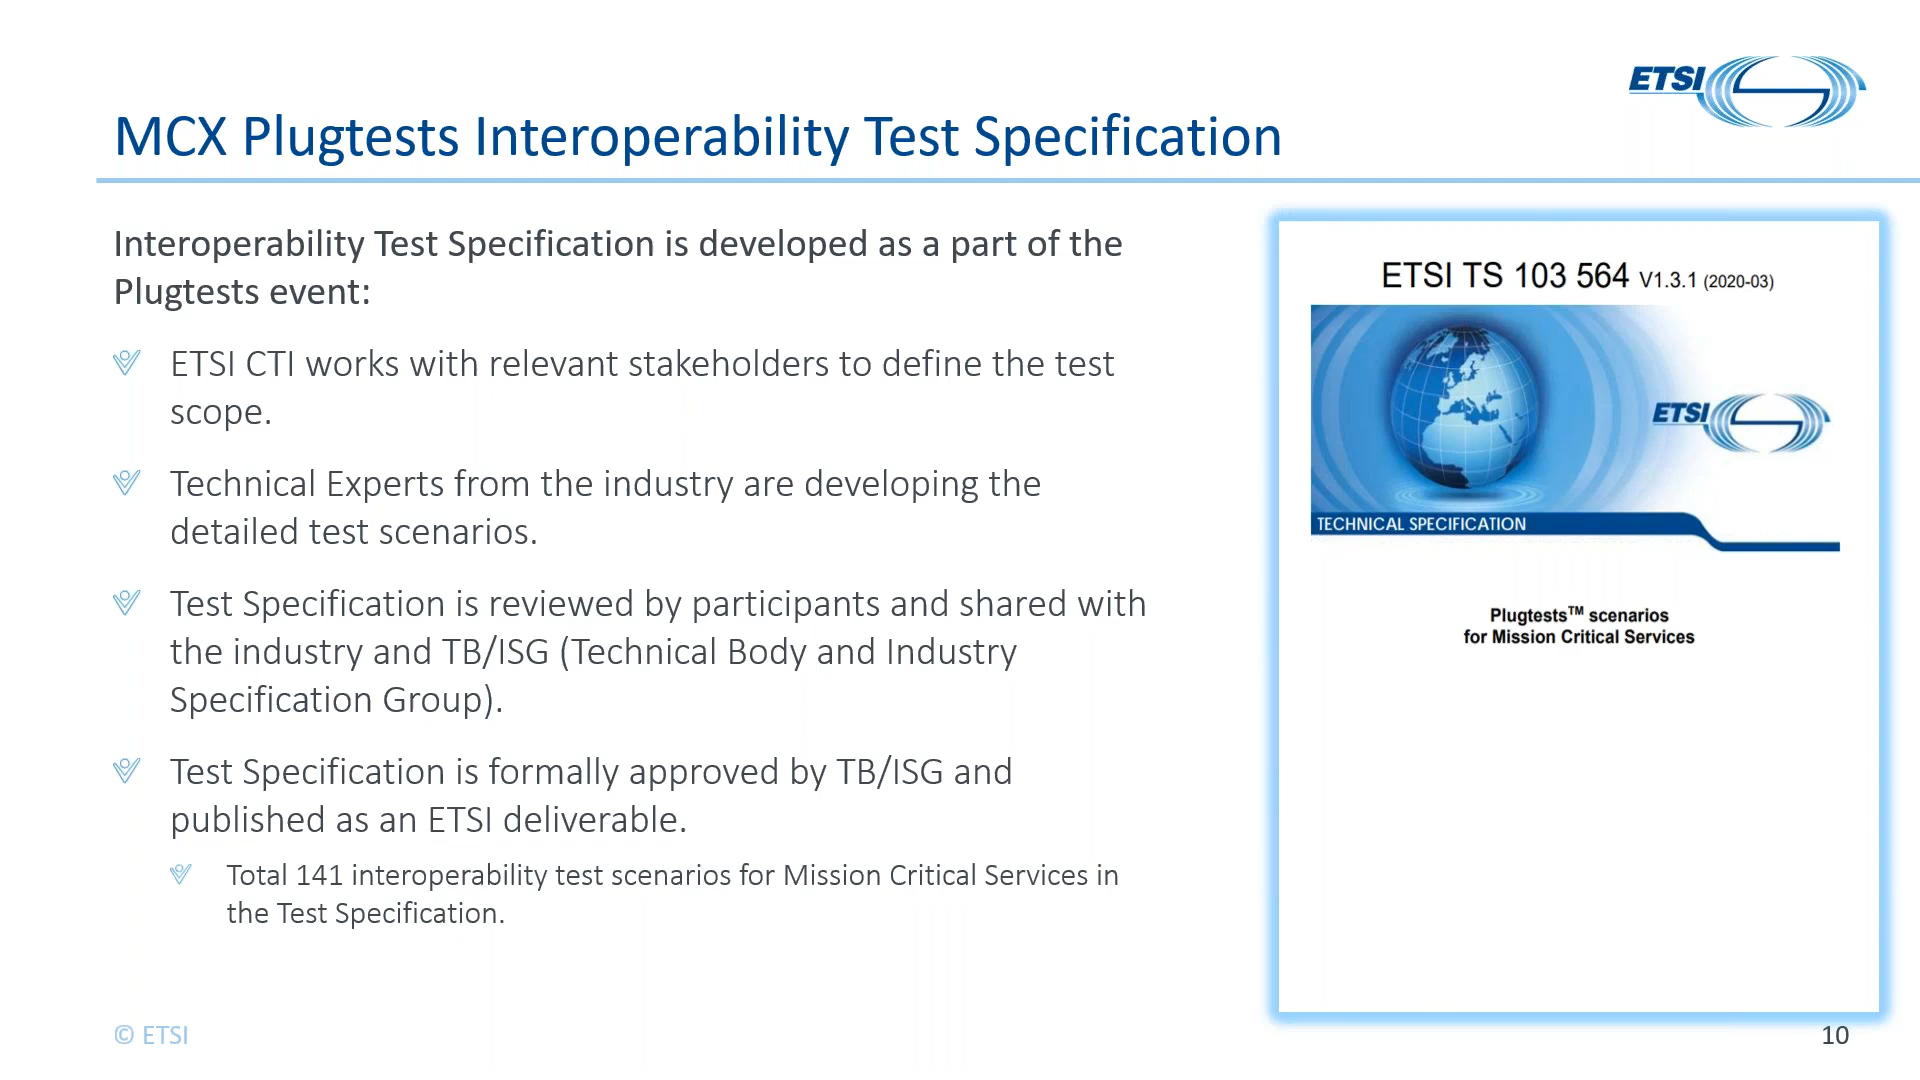 ETSI
MCX Plugtests Interoperability Test Specification
Interoperability Test Specification is developed as a part of the
Plugtests event:
ETSI CTI works with relevant stakeholders to define the test
scope.
Technical Experts from the industry are developing the
detailed test scenarios.
Test Specification is reviewed by participants and shared with
the industry and TB/ISG (Technical Body and Industry
Specification Group).
Test Specification is formally approved by TB/ISG and
published as an ETSI deliverable.
Total 141 interoperability test scenarios for Mission Critical Services in
the Test Specification.
ETSI TS 103 564 V1.3.1 (2020-03)
ETSI
TECHNICAL SPECIFICATION
Plugtests™ scenarios
for Mission Critical Services
© ETSI
10